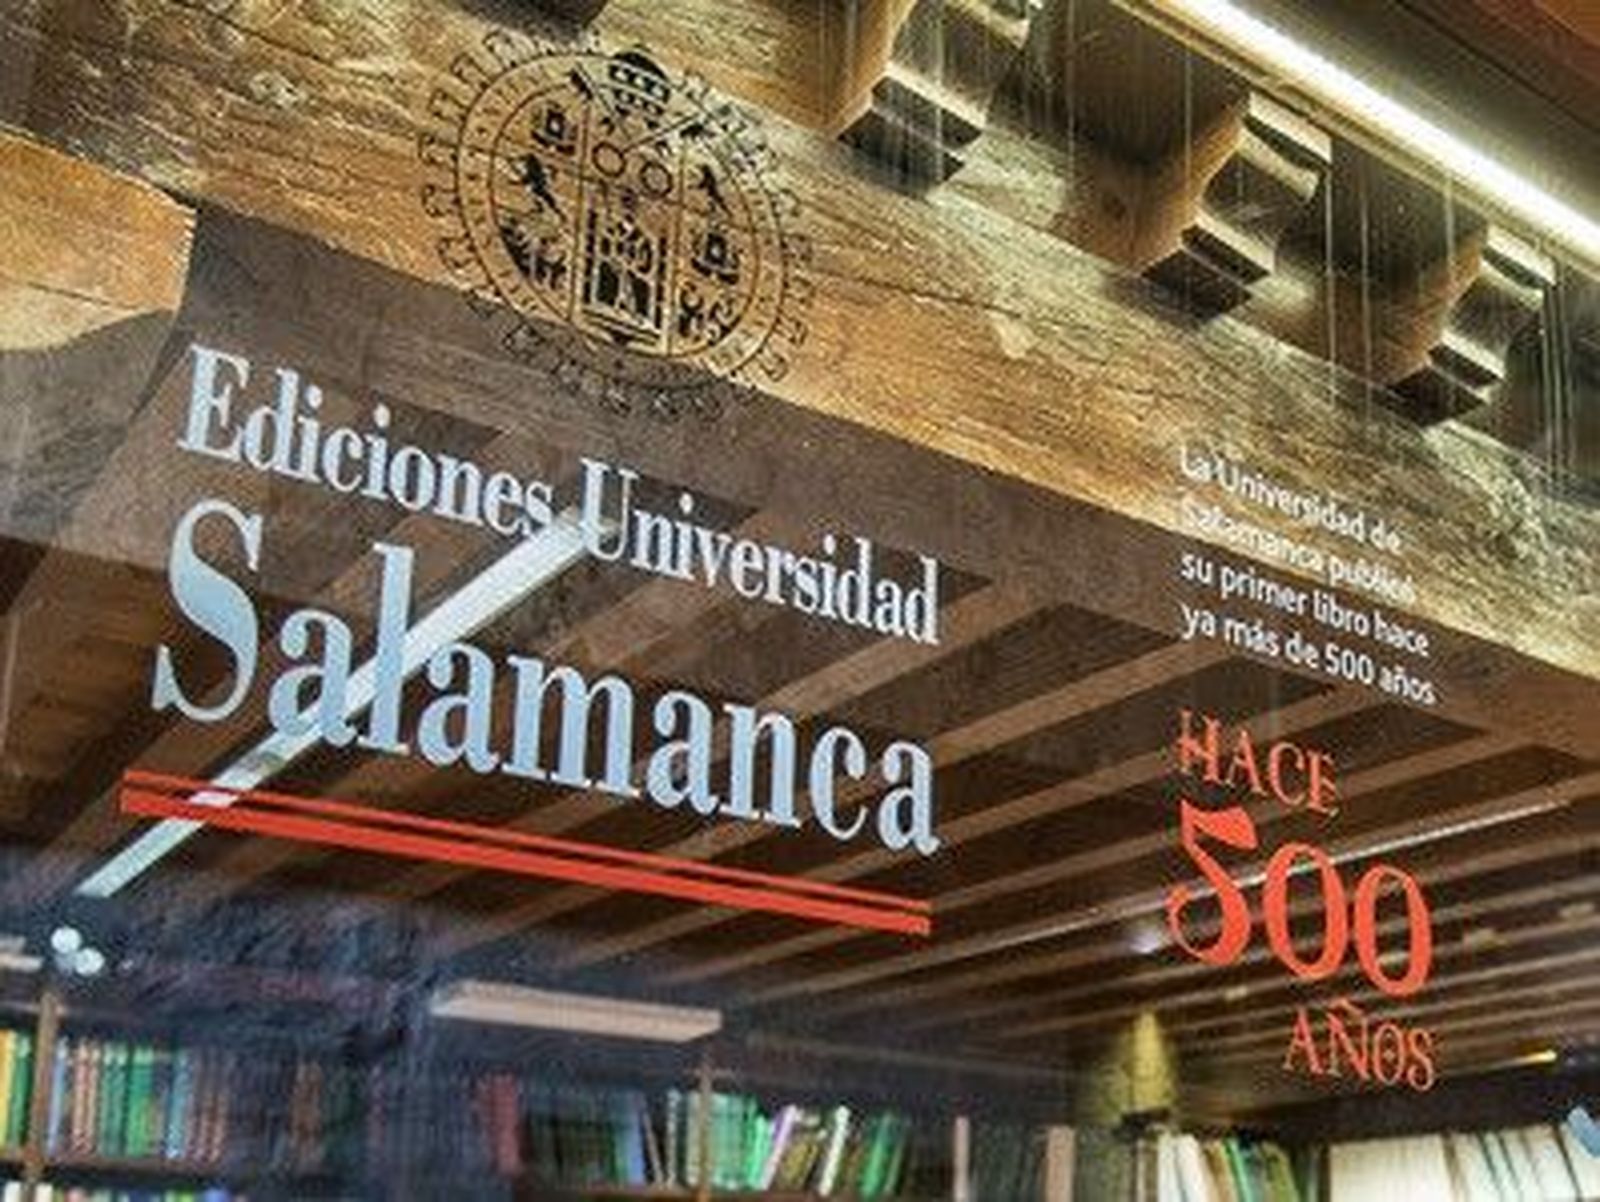 Ediciones Universidad
Salamanca
La Universidad de
Salamanca publicó
su primer libro hace
ya más de 500 años
HACE
500
AÑOS